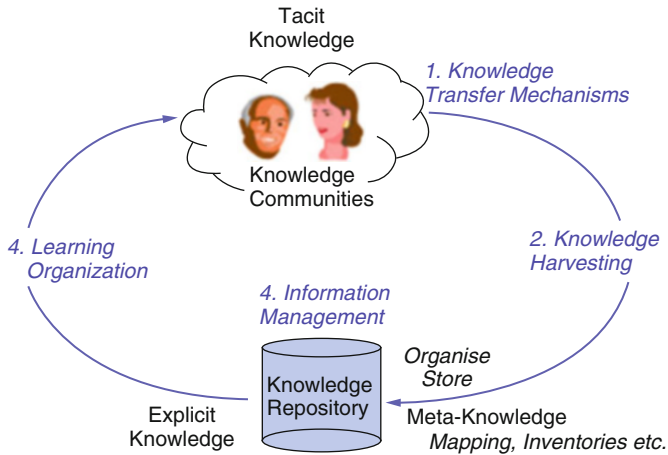 Tacit
Knowledge
1. Knowledge
Transfer Mechanisms
Knowledge
Communities
2. Knowledge
Harvesting
4. Learning
Organization
4. Information
Management
Organise
Store
Knowledge
Repository
Explicit
Knowledge
Meta-Knowledge
Mapping, Inventories etc.